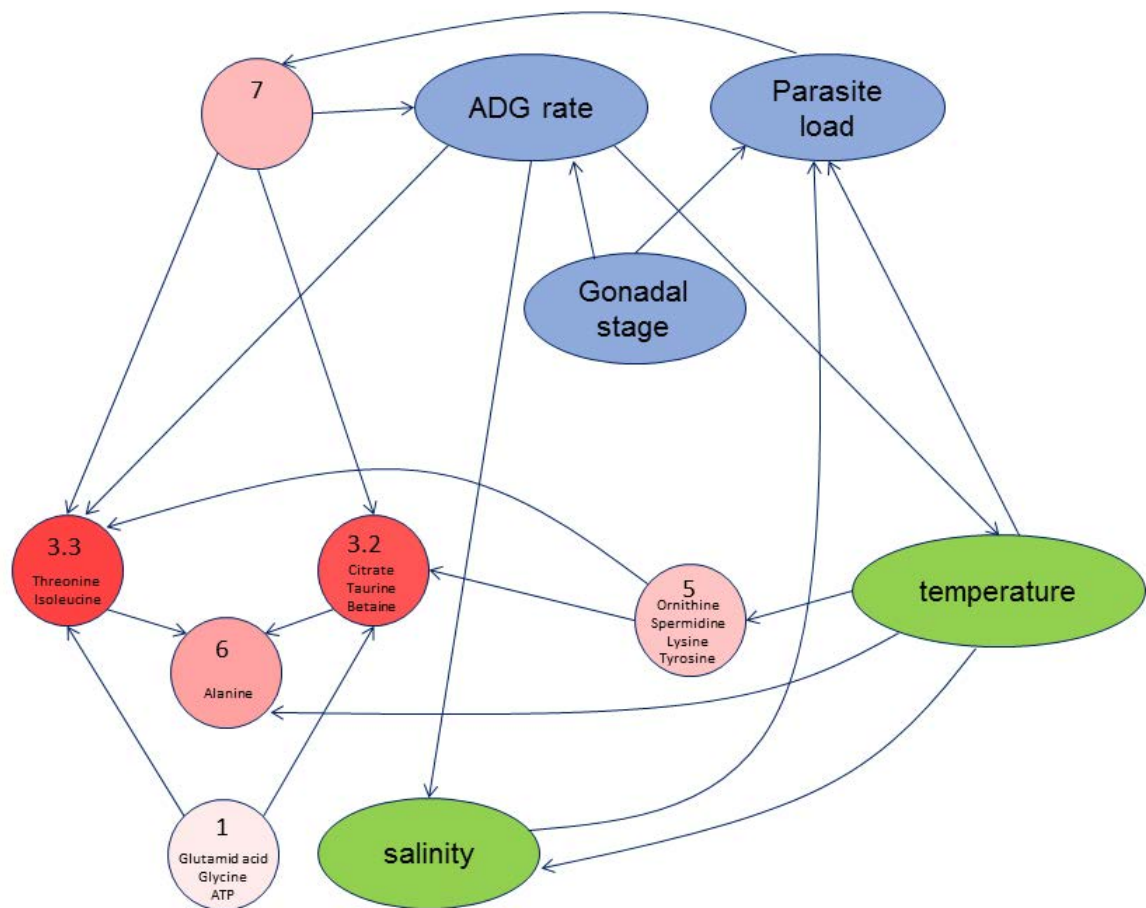 7
ADG rate
Parasite
load
Gonadal
stage
3.3
Threonine
Isoleucine
3.2
Citrate
Taurine
Betaine
5
Ornithine
Spermidine
Lysine
Tyrosine
temperature
6
Alanine
1
Glutamid acid
Glycine
ATP
salinity